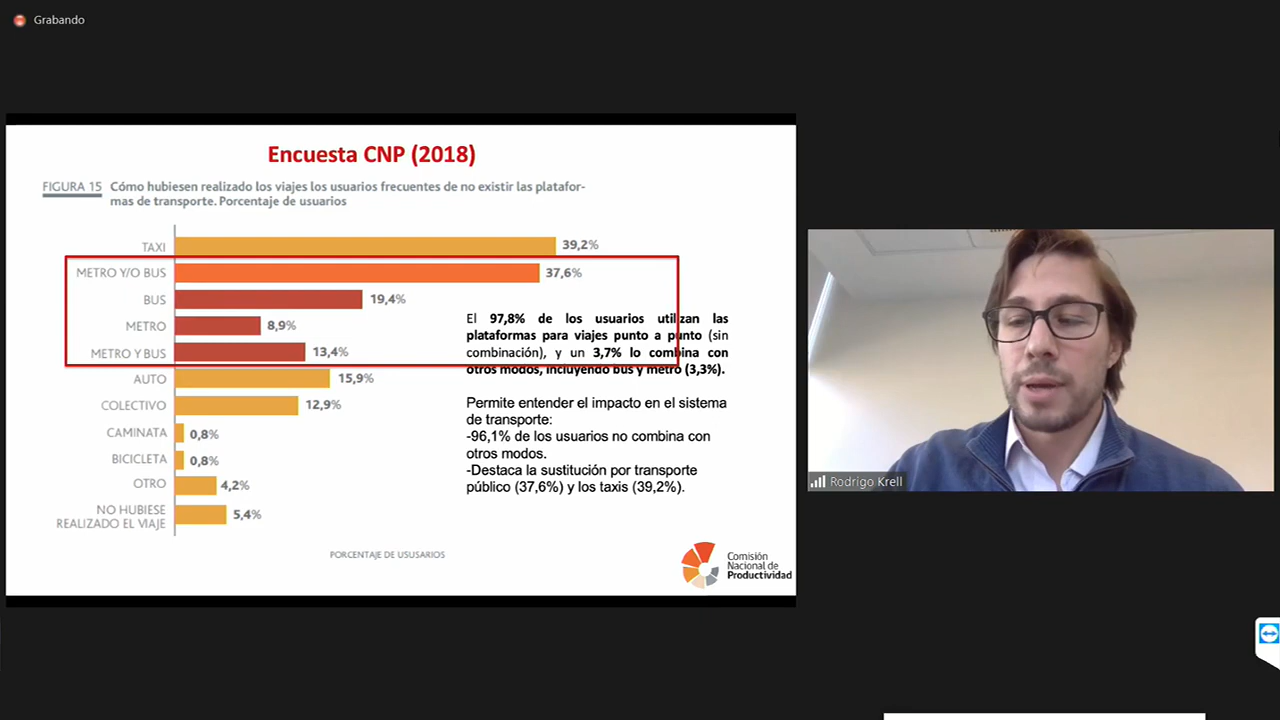 Grabando
Encuesta CNP (2018)
FIGURA 15
Cómo hubiesen realizado los viajes los usuarios frecuentes de no existir las platafor-
mas de transporte. Porcentaje de usuarios
TAXI 39,2%
METRO Y/O BUS 37,6%
BUS 19,4%
METRO 8,9%
METRO Y BUS 13,4%
AUTO 15,9%
COLECTIVO 12,9%
CAMINATA 0,8%
BICICLETA 0,8%
OTRO 4,2%
NO HUBIESE
REALIZADO EL VIAJE 5,4%
PORCENTAJE DE USUSARIOS
El 97,8% de los usuarios utilizan las
plataformas para viajes punto a punto (sin
combinación), y un 3,7% lo combina con
otros modos, incluyendo bus y metro (3,3%).
Permite entender el impacto en el sistema
de transporte:
-96,1% de los usuarios no combina con
otros modos.
-Destaca la sustitución por transporte
público (37,6%) y los taxis (39,2%).
Comisión
Nacional de
Productividad
Rodrigo Krell